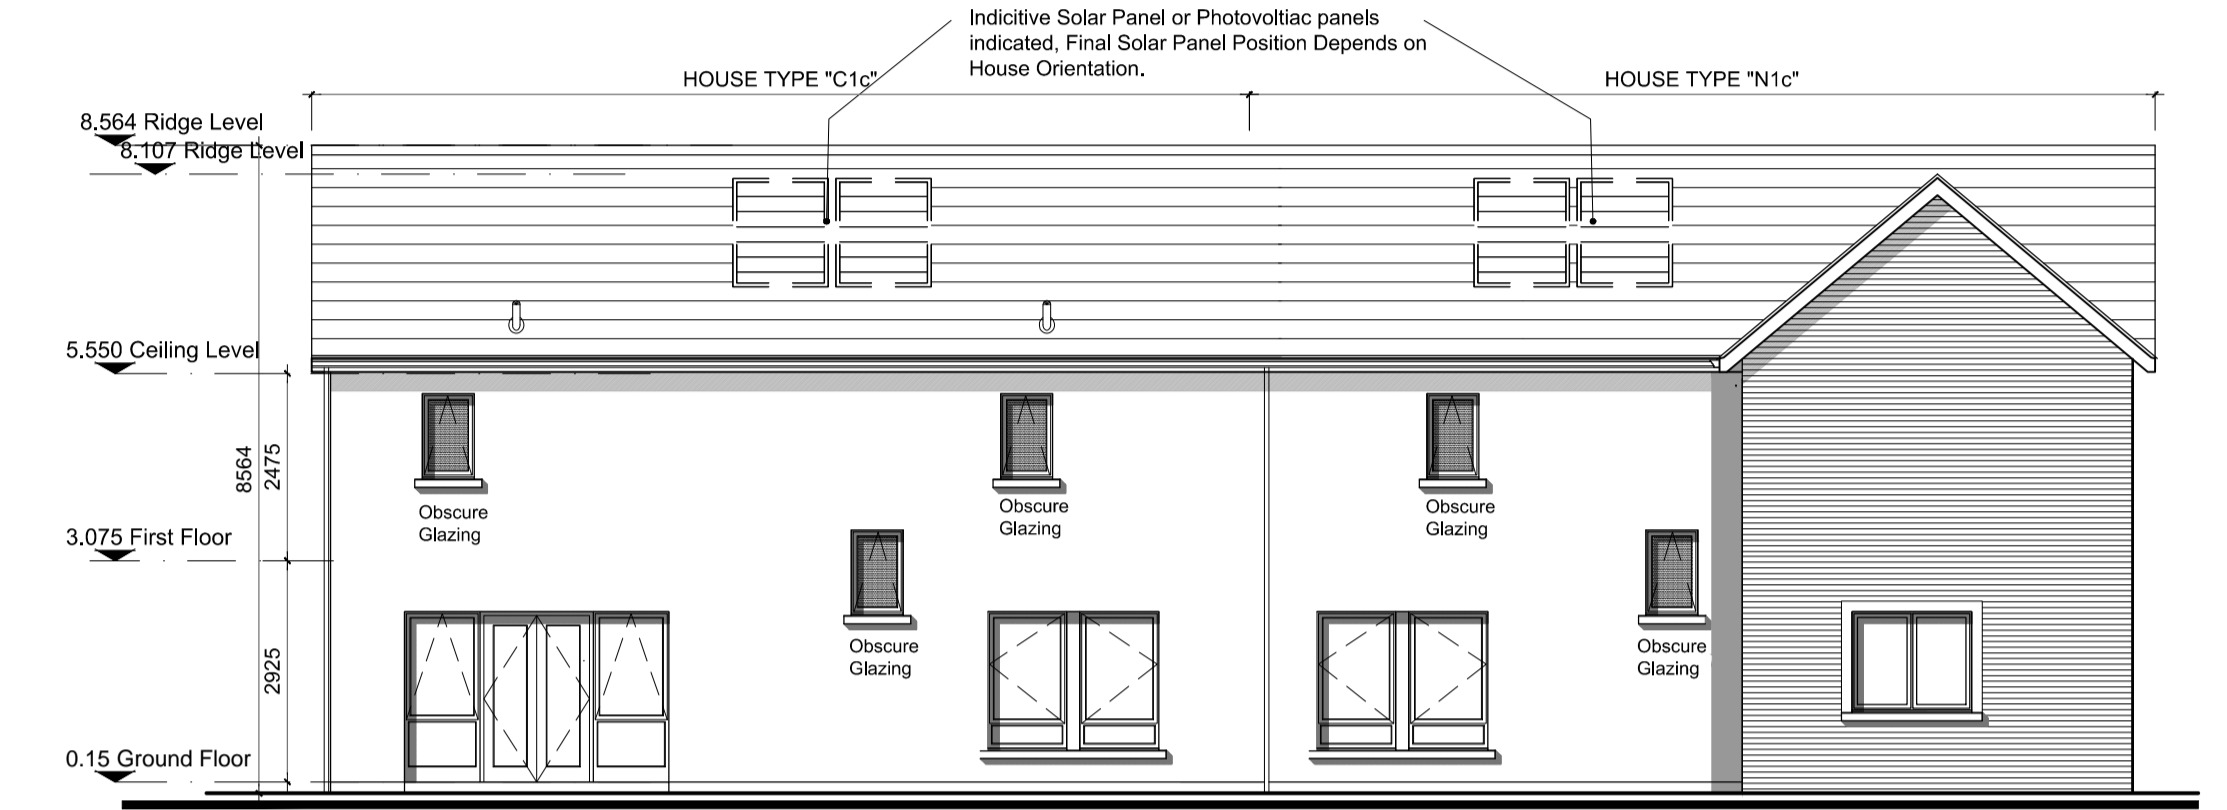 Indicitive Solar Panel or Photovoltiac panels
indicated, Final Solar Panel Position Depends on
House Orientation.
HOUSE TYPE "C1c"
HOUSE TYPE "N1c"
8.564 Ridge Level
8.107 Ridge Level
5.550 Ceiling Level
8564
2475
Obscure
Glazing
Obscure
Glazing
Obscure
Glazing
3.075 First Floor
2925
Obscure
Glazing
Obscure
Glazing
0.15 Ground Floor